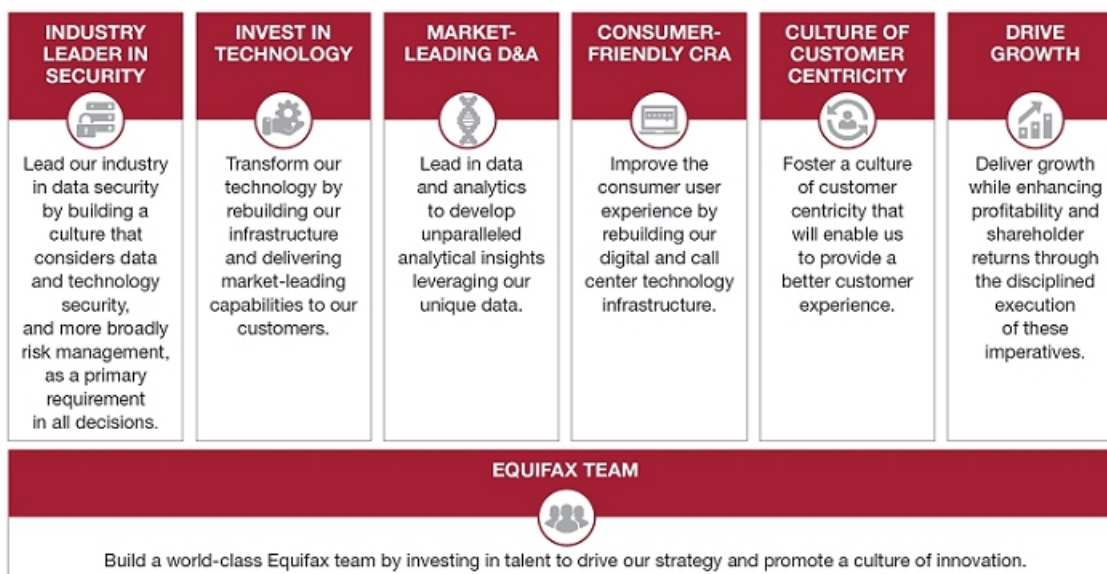 INDUSTRY
LEADER IN
SECURITY
Lead our industry
in data security
by building a
culture that
considers data
and technology
security,
and more broadly
risk management,
as a primary
requirement
in all decisions.
INVEST IN
TECHNOLOGY
Transform our
technology by
rebuilding our
infrastructure
and delivering
market-leading
capabilities to our
customers.
MARKET-
LEADING D&A
Lead in data
and analytics
to develop
unparalleled
analytical insights
leveraging our
unique data.
CONSUMER-
FRIENDLY CRA
Improve the
consumer user
experience by
rebuilding our
digital and call
center technology
infrastructure.
CULTURE OF
CUSTOMER
CENTRICITY
Foster a culture
of customer
centricity that
will enable us
to provide a
better customer
experience.
DRIVE
GROWTH
Deliver growth
while enhancing
profitability and
shareholder
returns through
the disciplined
execution
of these
imperatives.
EQUIFAX TEAM
Build a world-class Equifax team by investing in talent to drive our strategy and promote a culture of innovation.